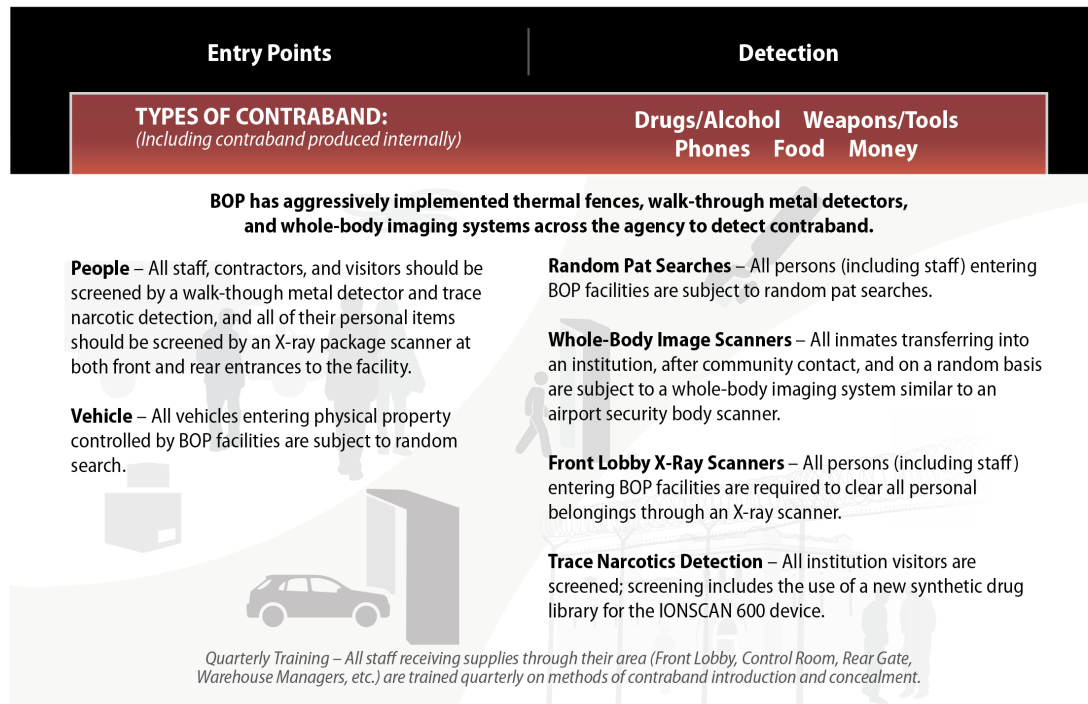 Entry Points
Detection
TYPES OF CONTRABAND:
(Including contraband produced internally)
Drugs/Alcohol Weapons/Tools
Phones Food Money
BOP has aggressively implemented thermal fences, walk-through metal detectors,
and whole-body imaging systems across the agency to detect contraband.
People – All staff, contractors, and visitors should be
screened by a walk-though metal detector and trace
narcotic detection, and all of their personal items
should be screened by an X-ray package scanner at
both front and rear entrances to the facility.
Vehicle – All vehicles entering physical property
controlled by BOP facilities are subject to random
search.
Random Pat Searches – All persons (including staff) entering
BOP facilities are subject to random pat searches.
Whole-Body Image Scanners – All inmates transferring into
an institution, after community contact, and on a random basis
are subject to a whole-body imaging system similar to an
airport security body scanner.
Front Lobby X-Ray Scanners – All persons (including staff)
entering BOP facilities are required to clear all personal
belongings through an X-ray scanner.
Trace Narcotics Detection – All institution visitors are
screened; screening includes the use of a new synthetic drug
library for the IONSCAN 600 device.
Quarterly Training – All staff receiving supplies through their area (Front Lobby, Control Room, Rear Gate,
Warehouse Managers, etc.) are trained quarterly on methods of contraband introduction and concealment.